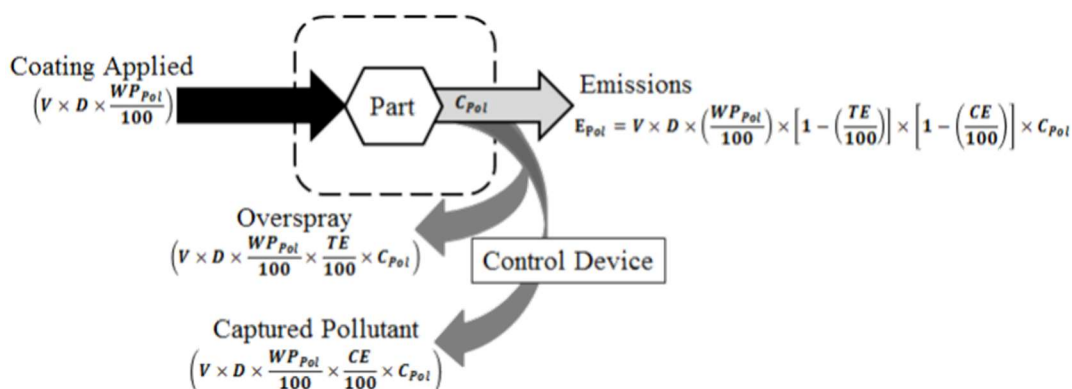 Coating Applied
(V × D × WP_Pol/100)
Part
C_Pol
Emissions
E_Pol = V × D × (WP_Pol/100) × [1 − (TE/100)] × [1 − (CE/100)] × C_Pol
Overspray
(V × D × WP_Pol/100 × TE/100 × C_Pol)
Control Device
Captured Pollutant
(V × D × WP_Pol/100 × CE/100 × C_Pol)